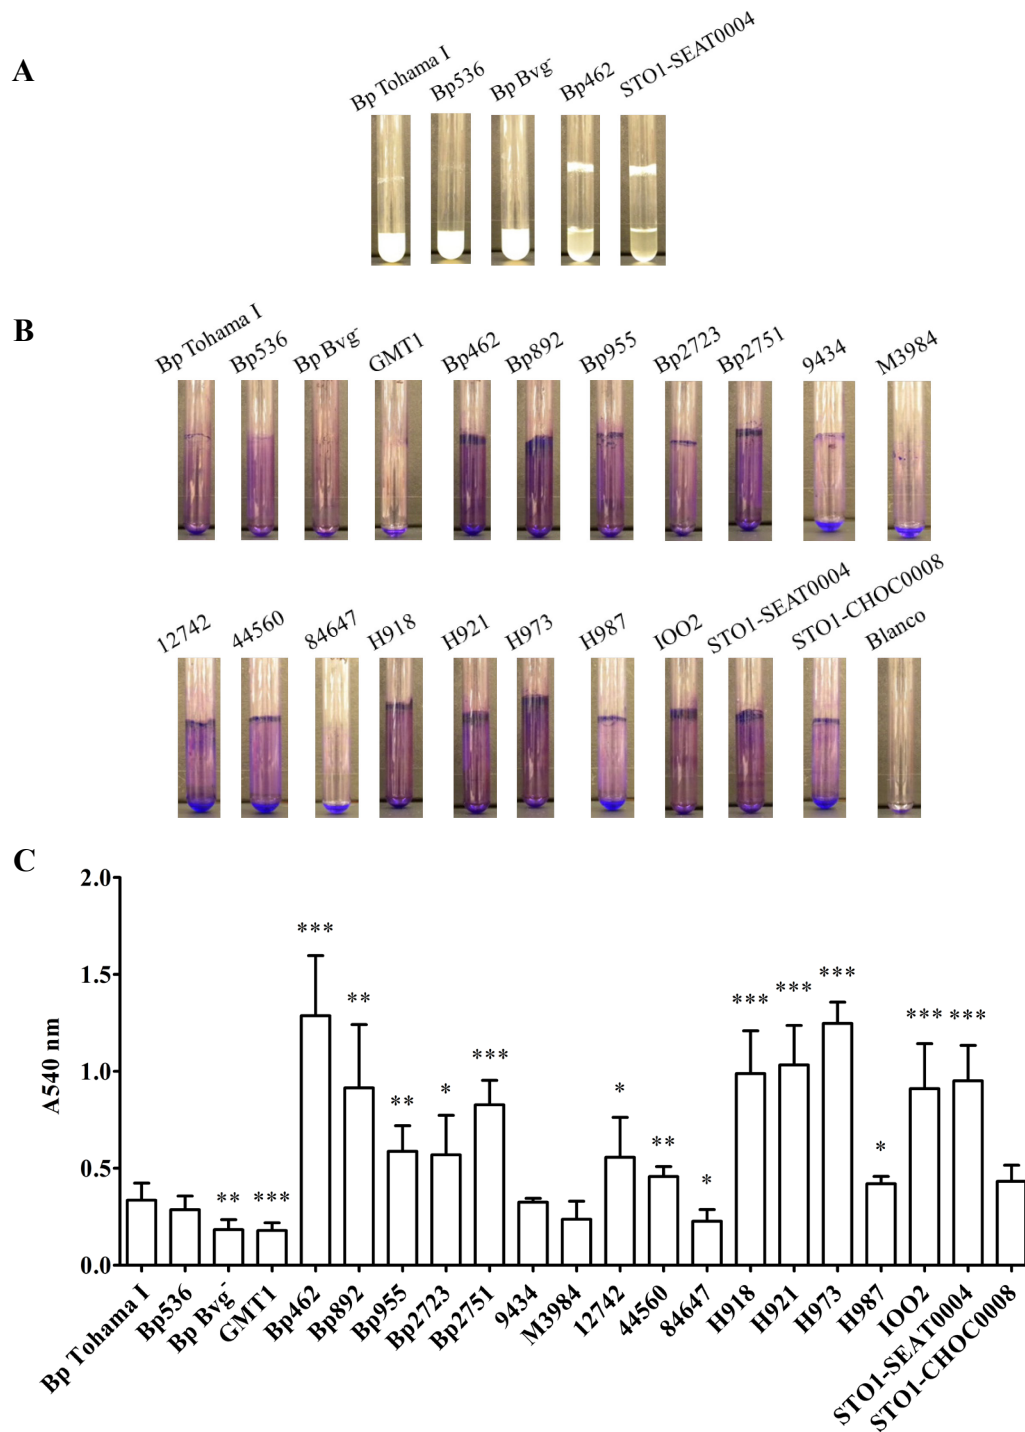 A
Bp Tohama I
Bp536
Bp Bvg-
Bp462
STO1-SEAT0004
B
Bp Tohama I
Bp536
Bp Bvg-
GMT1
Bp462
Bp892
Bp955
Bp2723
Bp2751
9434
M3984
12742
44560
84647
H918
H921
H973
H987
IOO2
STO1-SEAT0004
STO1-CHOC0008
Blanco
C
2.0
1.5
1.0
0.5
0.0
A540 nm
**
***
***
**
**
*
***
*
**
*
***
***
***
*
***
***
Bp Tohama I
Bp536
Bp Bvg-
GMT1
Bp462
Bp892
Bp955
Bp2723
Bp2751
9434
M3984
12742
44560
84647
H918
H921
H973
H987
IOO2
STO1-SEAT0004
STO1-CHOC0008